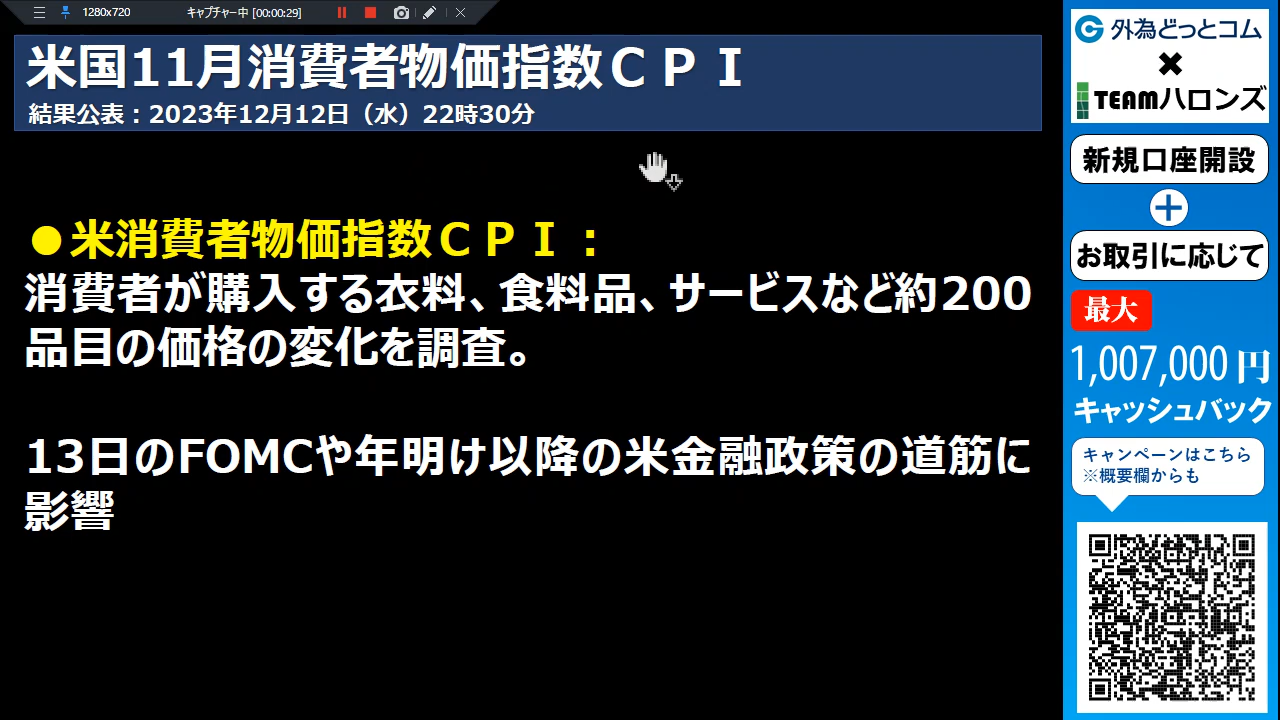 1280x720
キャプチャー中 [00:00:29]
米国11月消費者物価指数ＣＰＩ
結果公表：2023年12月12日（水）22時30分
●米消費者物価指数ＣＰＩ：
消費者が購入する衣料、食料品、サービスなど約200
品目の価格の変化を調査。
13日のFOMCや年明け以降の米金融政策の道筋に
影響
外為どっとコム
×
TEAMハロンズ
新規口座開設
+
お取引に応じて
最大
1,007,000 円
キャッシュバック
キャンペーンはこちら
※概要欄からも